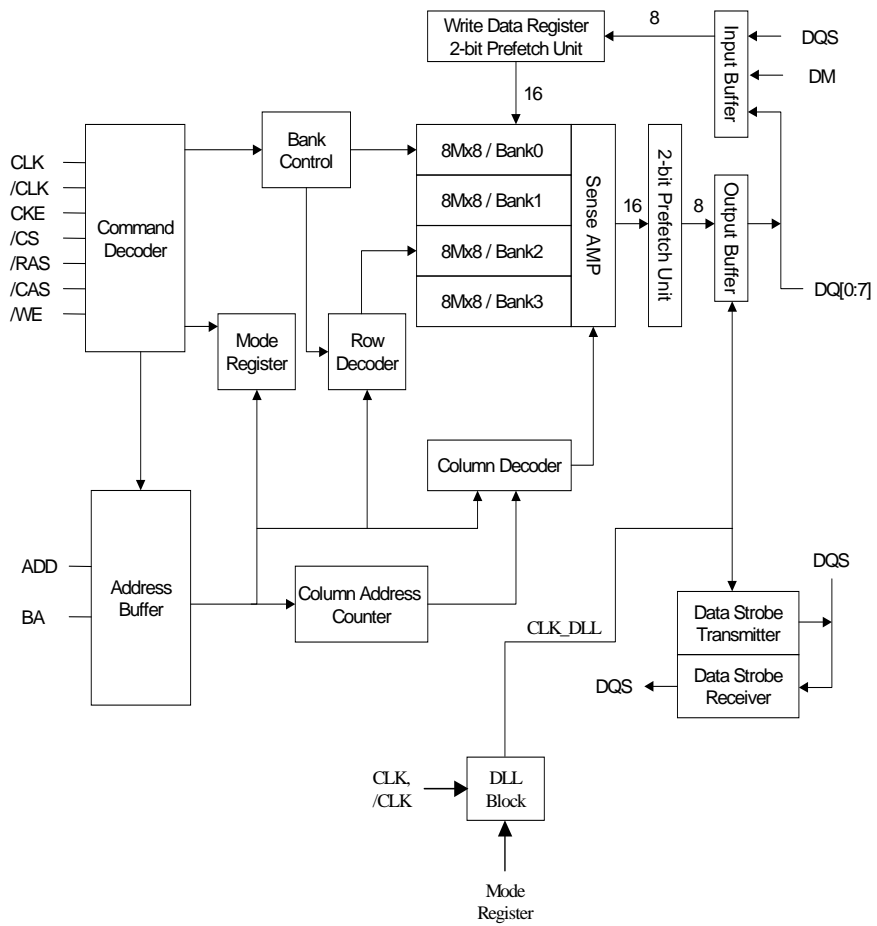 Write Data Register
2-bit Prefetch Unit
8
Input Buffer
DQS
DM
16
Bank
Control
8Mx8 / Bank0
8Mx8 / Bank1
8Mx8 / Bank2
8Mx8 / Bank3
Sense AMP
16
2-bit Prefetch Unit
8
Output Buffer
DQ[0:7]
CLK
/CLK
CKE
/CS
/RAS
/CAS
/WE
Command
Decoder
Mode
Register
Row
Decoder
Column Decoder
ADD
BA
Address
Buffer
Column Address
Counter
CLK_DLL
DQS
Data Strobe
Transmitter
Data Strobe
Receiver
DQS
CLK,
/CLK
DLL
Block
Mode
Register